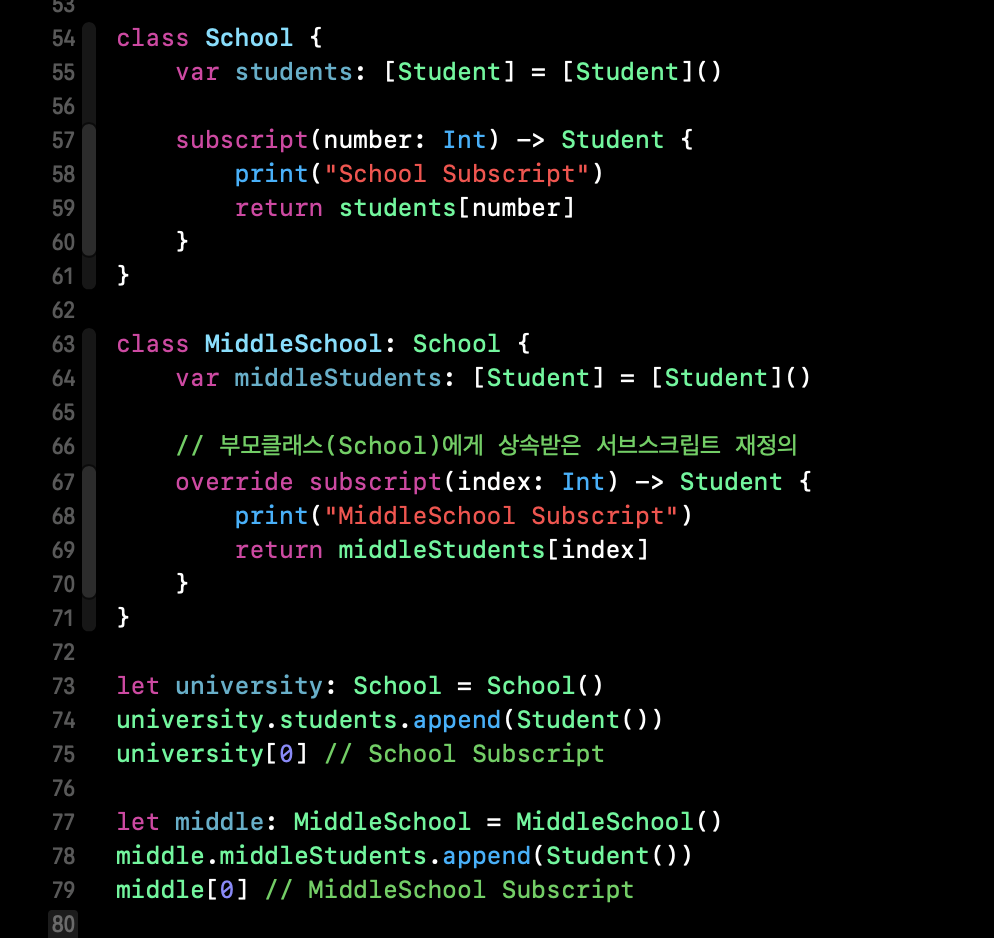 53
54 class School {
55     var students: [Student] = [Student]()
56
57     subscript(number: Int) -> Student {
58         print("School Subscript")
59         return students[number]
60     }
61 }
62
63 class MiddleSchool: School {
64     var middleStudents: [Student] = [Student]()
65
66     // 부모클래스(School)에게 상속받은 서브스크립트 재정의
67     override subscript(index: Int) -> Student {
68         print("MiddleSchool Subscript")
69         return middleStudents[index]
70     }
71 }
72
73 let university: School = School()
74 university.students.append(Student())
75 university[0] // School Subscript
76
77 let middle: MiddleSchool = MiddleSchool()
78 middle.middleStudents.append(Student())
79 middle[0] // MiddleSchool Subscript
80